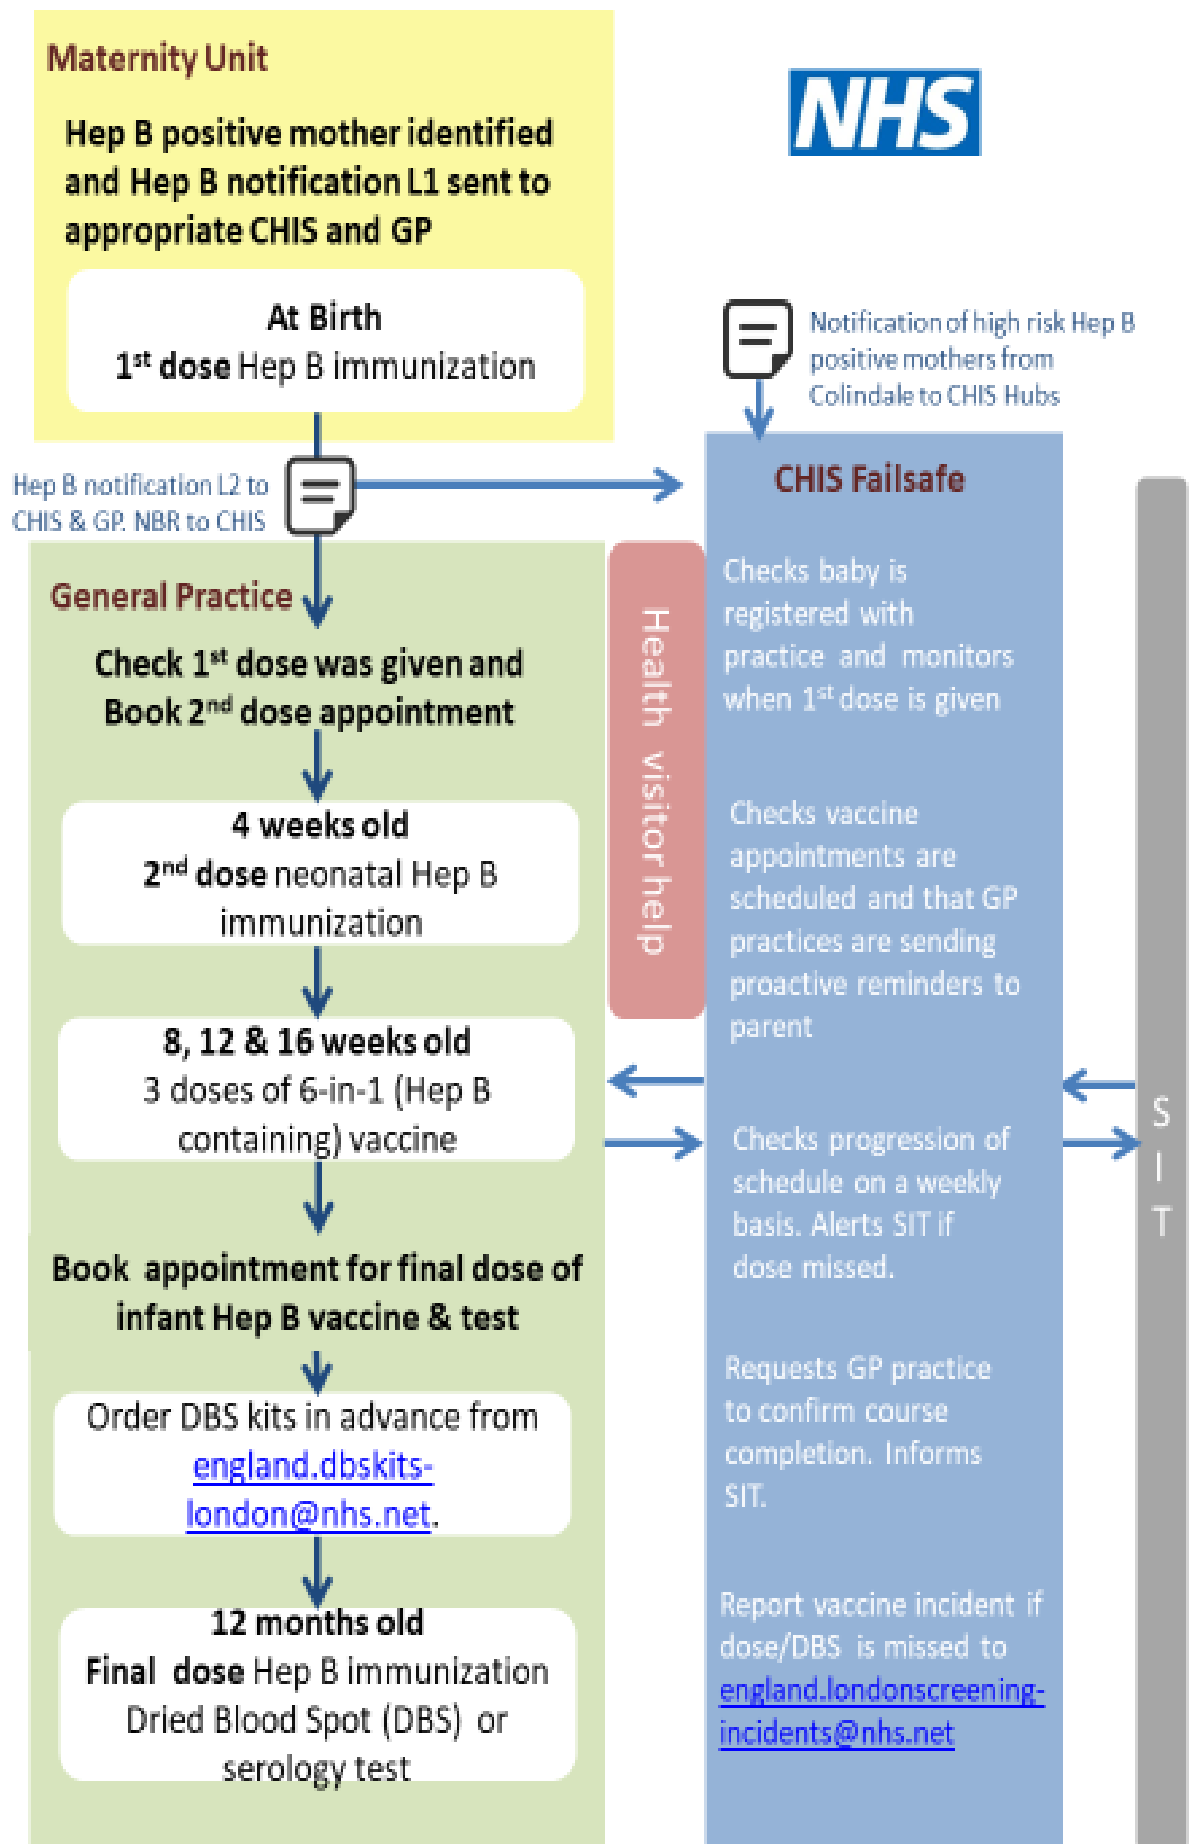 Maternity Unit
Hep B positive mother identified
and Hep B notification L1 sent to
appropriate CHIS and GP
At Birth
1st dose Hep B immunization
NHS
Notification of high risk Hep B
positive mothers from
Colindale to CHIS Hubs
Hep B notification L2 to
CHIS & GP. NBR to CHIS
General Practice
Check 1st dose was given and
Book 2nd dose appointment
4 weeks old
2nd dose neonatal Hep B
immunization
8, 12 & 16 weeks old
3 doses of 6-in-1 (Hep B
containing) vaccine
Book appointment for final dose of
infant Hep B vaccine & test
Order DBS kits in advance from
england.dbskits-
london@nhs.net.
12 months old
Final dose Hep B immunization
Dried Blood Spot (DBS) or
serology test
Health visitor help
CHIS Failsafe
Checks baby is
registered with
practice and monitors
when 1st dose is given
Checks vaccine
appointments are
scheduled and that GP
practices are sending
proactive reminders to
parent
Checks progression of
schedule on a weekly
basis. Alerts SIT if
dose missed.
Requests GP practice
to confirm course
completion. Informs
SIT.
Report vaccine incident if
dose/DBS is missed to
england.londonscreening-
incidents@nhs.net
SIT